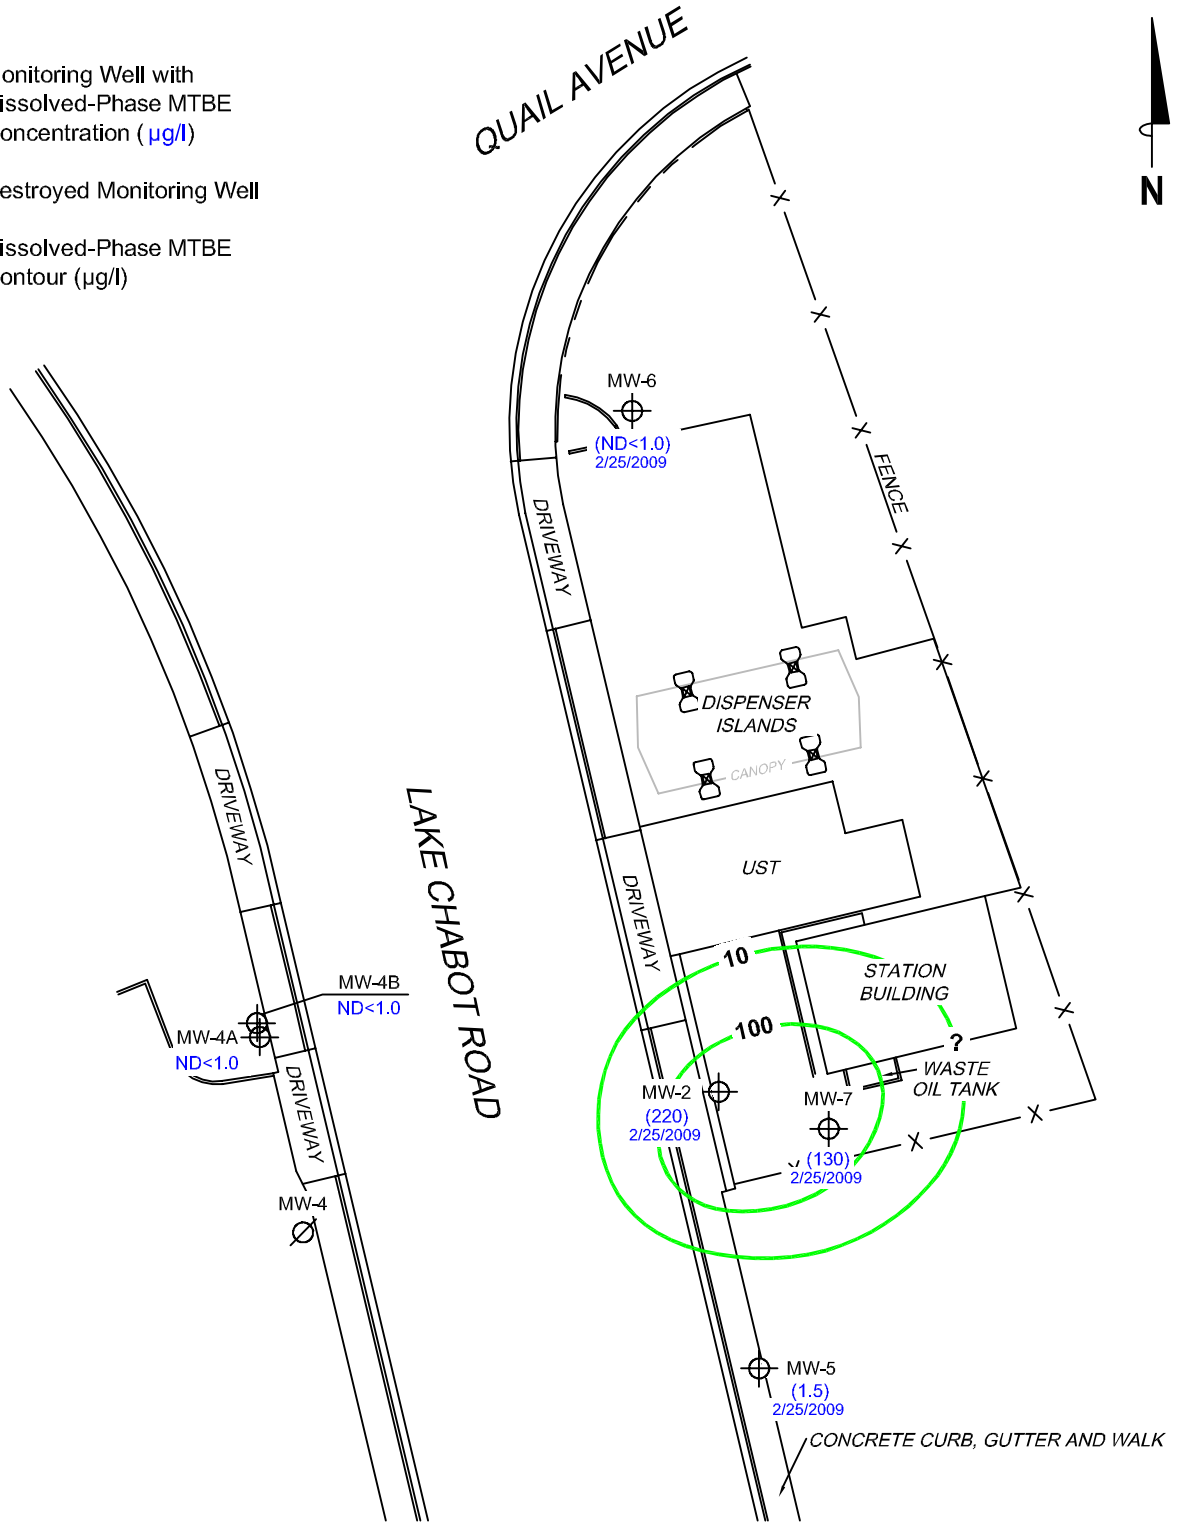 onitoring Well with
issolved-Phase MTBE
oncentration (µg/l)
estroyed Monitoring Well
issolved-Phase MTBE
ontour (µg/l)
QUAIL AVENUE
N
MW-6
(ND<1.0)
2/25/2009
FENCE
DRIVEWAY
DISPENSER
ISLANDS
CANOPY
DRIVEWAY
LAKE CHABOT ROAD
UST
DRIVEWAY
10
STATION
BUILDING
MW-4B
ND<1.0
MW-4A
ND<1.0
100
?
WASTE
OIL TANK
DRIVEWAY
MW-2
(220)
2/25/2009
MW-7
(130)
2/25/2009
MW-4
MW-5
(1.5)
2/25/2009
CONCRETE CURB, GUTTER AND WALK